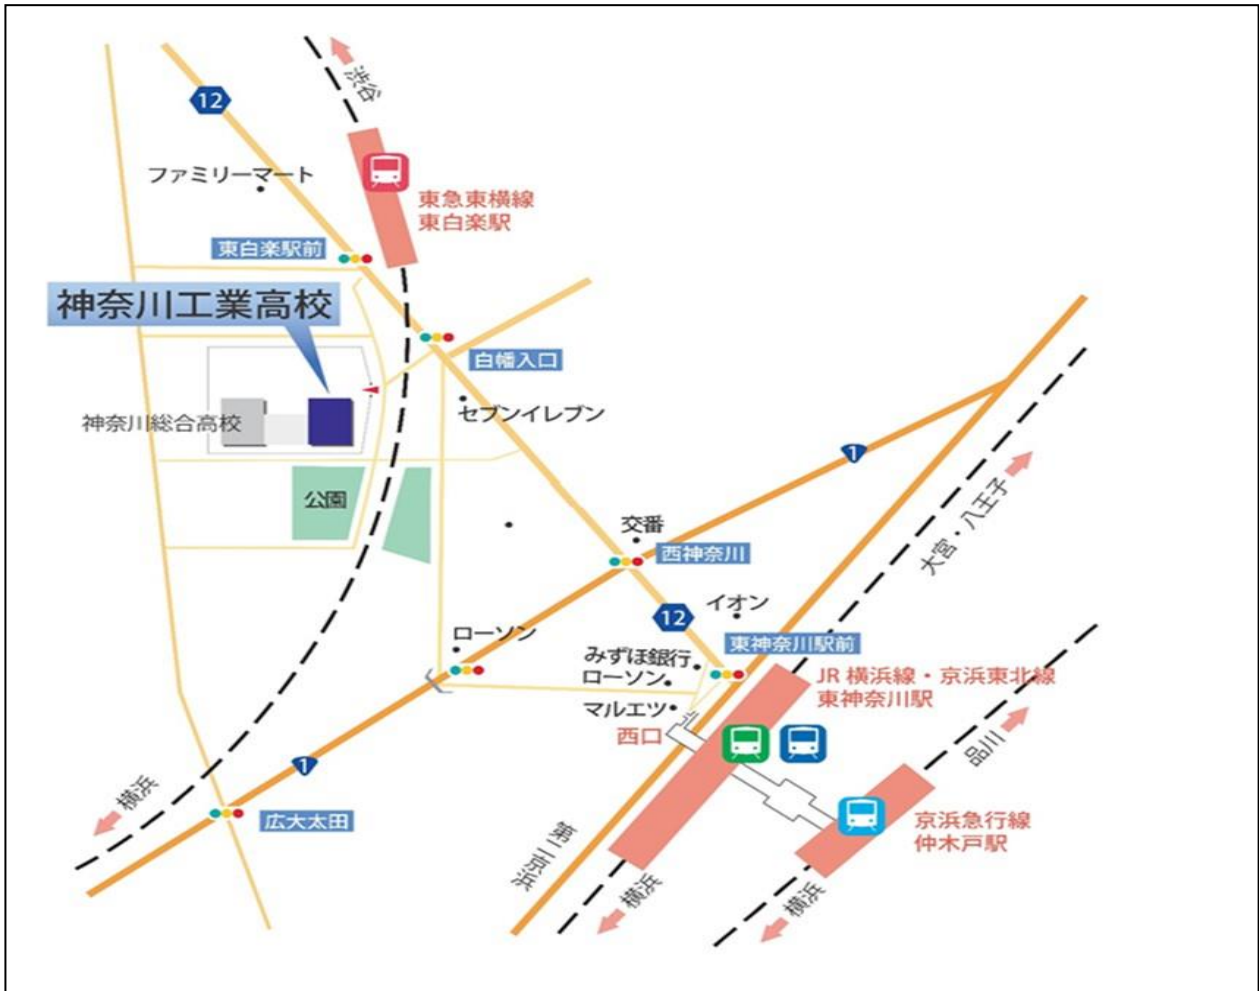 渋谷
12
ファミリーマート
東急東横線
東白楽駅
東白楽駅前
神奈川工業高校
白幡入口
セブンイレブン
神奈川総合高校
1
公園
大宮・八王子
交番
西神奈川
12
イオン
ローソン
東神奈川駅前
みずほ銀行
ローソン
JR 横浜線・京浜東北線
東神奈川駅
マルエツ
西口
品川
1
横浜
広大太田
京浜急行線
仲木戸駅
第二京浜
横浜
横浜